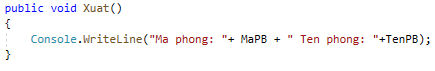 public void Xuat()
{
    Console.WriteLine("Ma phong: "+ MaPB + " Ten phong: "+TenPB);
}